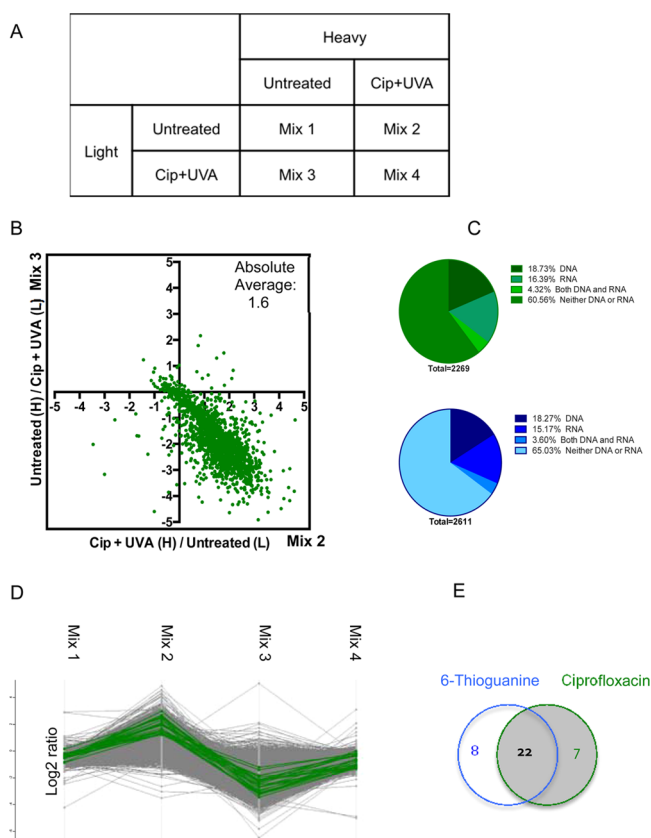 A
Heavy
Untreated Cip+UVA
Light Untreated Mix 1 Mix 2
Cip+UVA Mix 3 Mix 4
B
Untreated (H) / Cip + UVA (L) Mix 3
Absolute
Average:
1.6
5
4
3
2
1
-5 -4 -3 -2 -1 0 1 2 3 4 5
-1
-2
-3
-4
-5
Cip + UVA (H) / Untreated (L) Mix 2
C
18.73% DNA
16.39% RNA
4.32% Both DNA and RNA
60.56% Neither DNA or RNA
Total=2269
18.27% DNA
15.17% RNA
3.60% Both DNA and RNA
65.03% Neither DNA or RNA
Total=2611
D
Mix 1 Mix 2 Mix 3 Mix 4
Log2 ratio
E
6-Thioguanine Ciprofloxacin
8 22 7